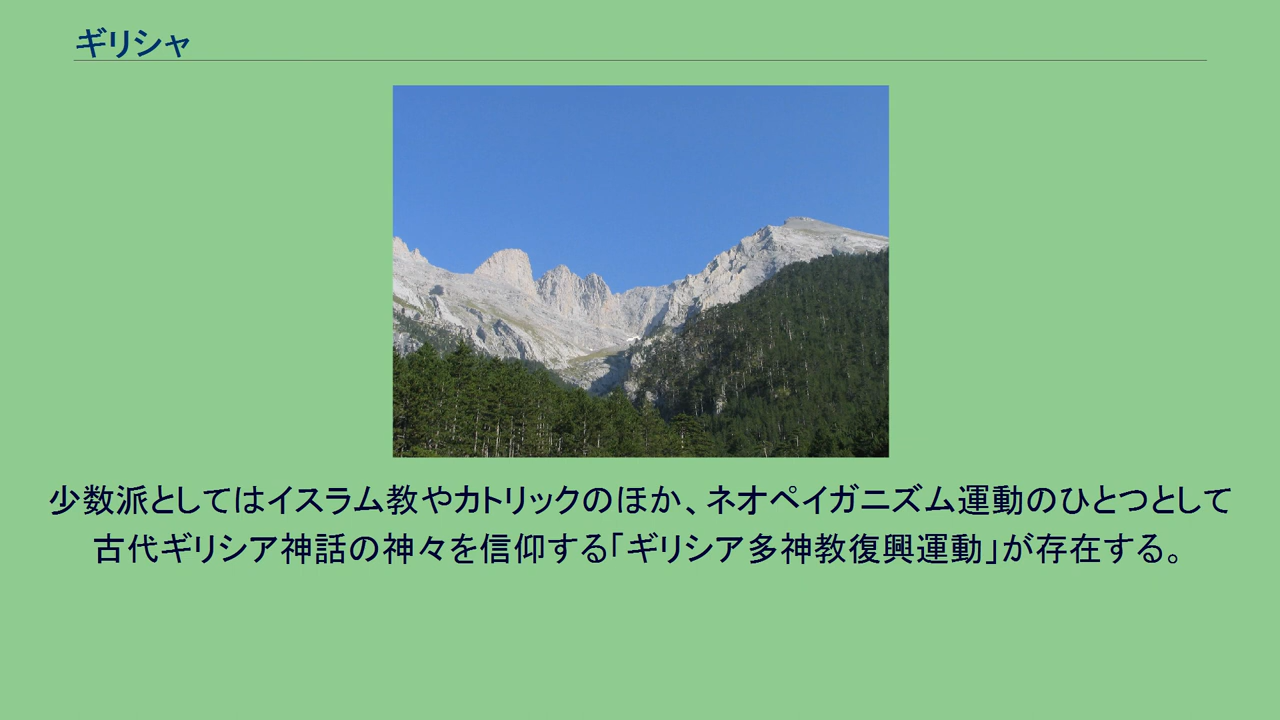 ギリシャ
少数派としてはイスラム教やカトリックのほか、ネオペイガニズム運動のひとつとして
古代ギリシア神話の神々を信仰する「ギリシア多神教復興運動」が存在する。